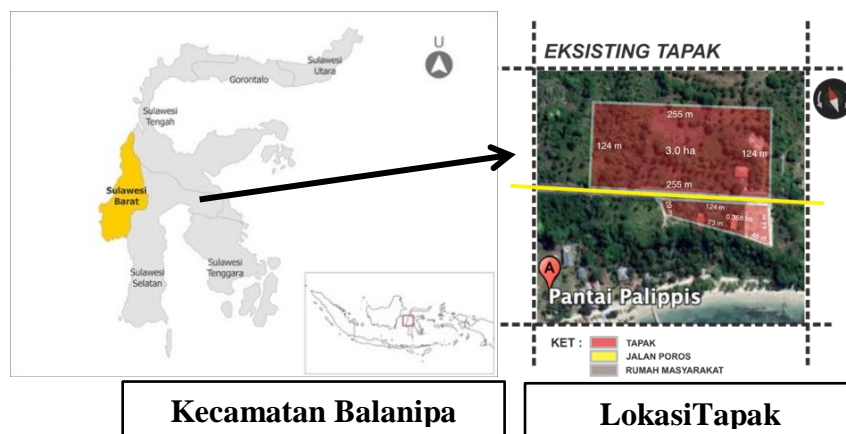 U
Sulawesi
Utara
Gorontalo
Sulawesi
Tengah
Sulawesi
Barat
Sulawesi
Selatan
Sulawesi
Tenggara
Kecamatan Balanipa
EKSISTING TAPAK
255 m
124 m
3.0 ha
124 m
255 m
124 m
73 m
A
Pantai Palippis
KET :
TAPAK
JALAN POROS
RUMAH MASYARAKAT
LokasiTapak